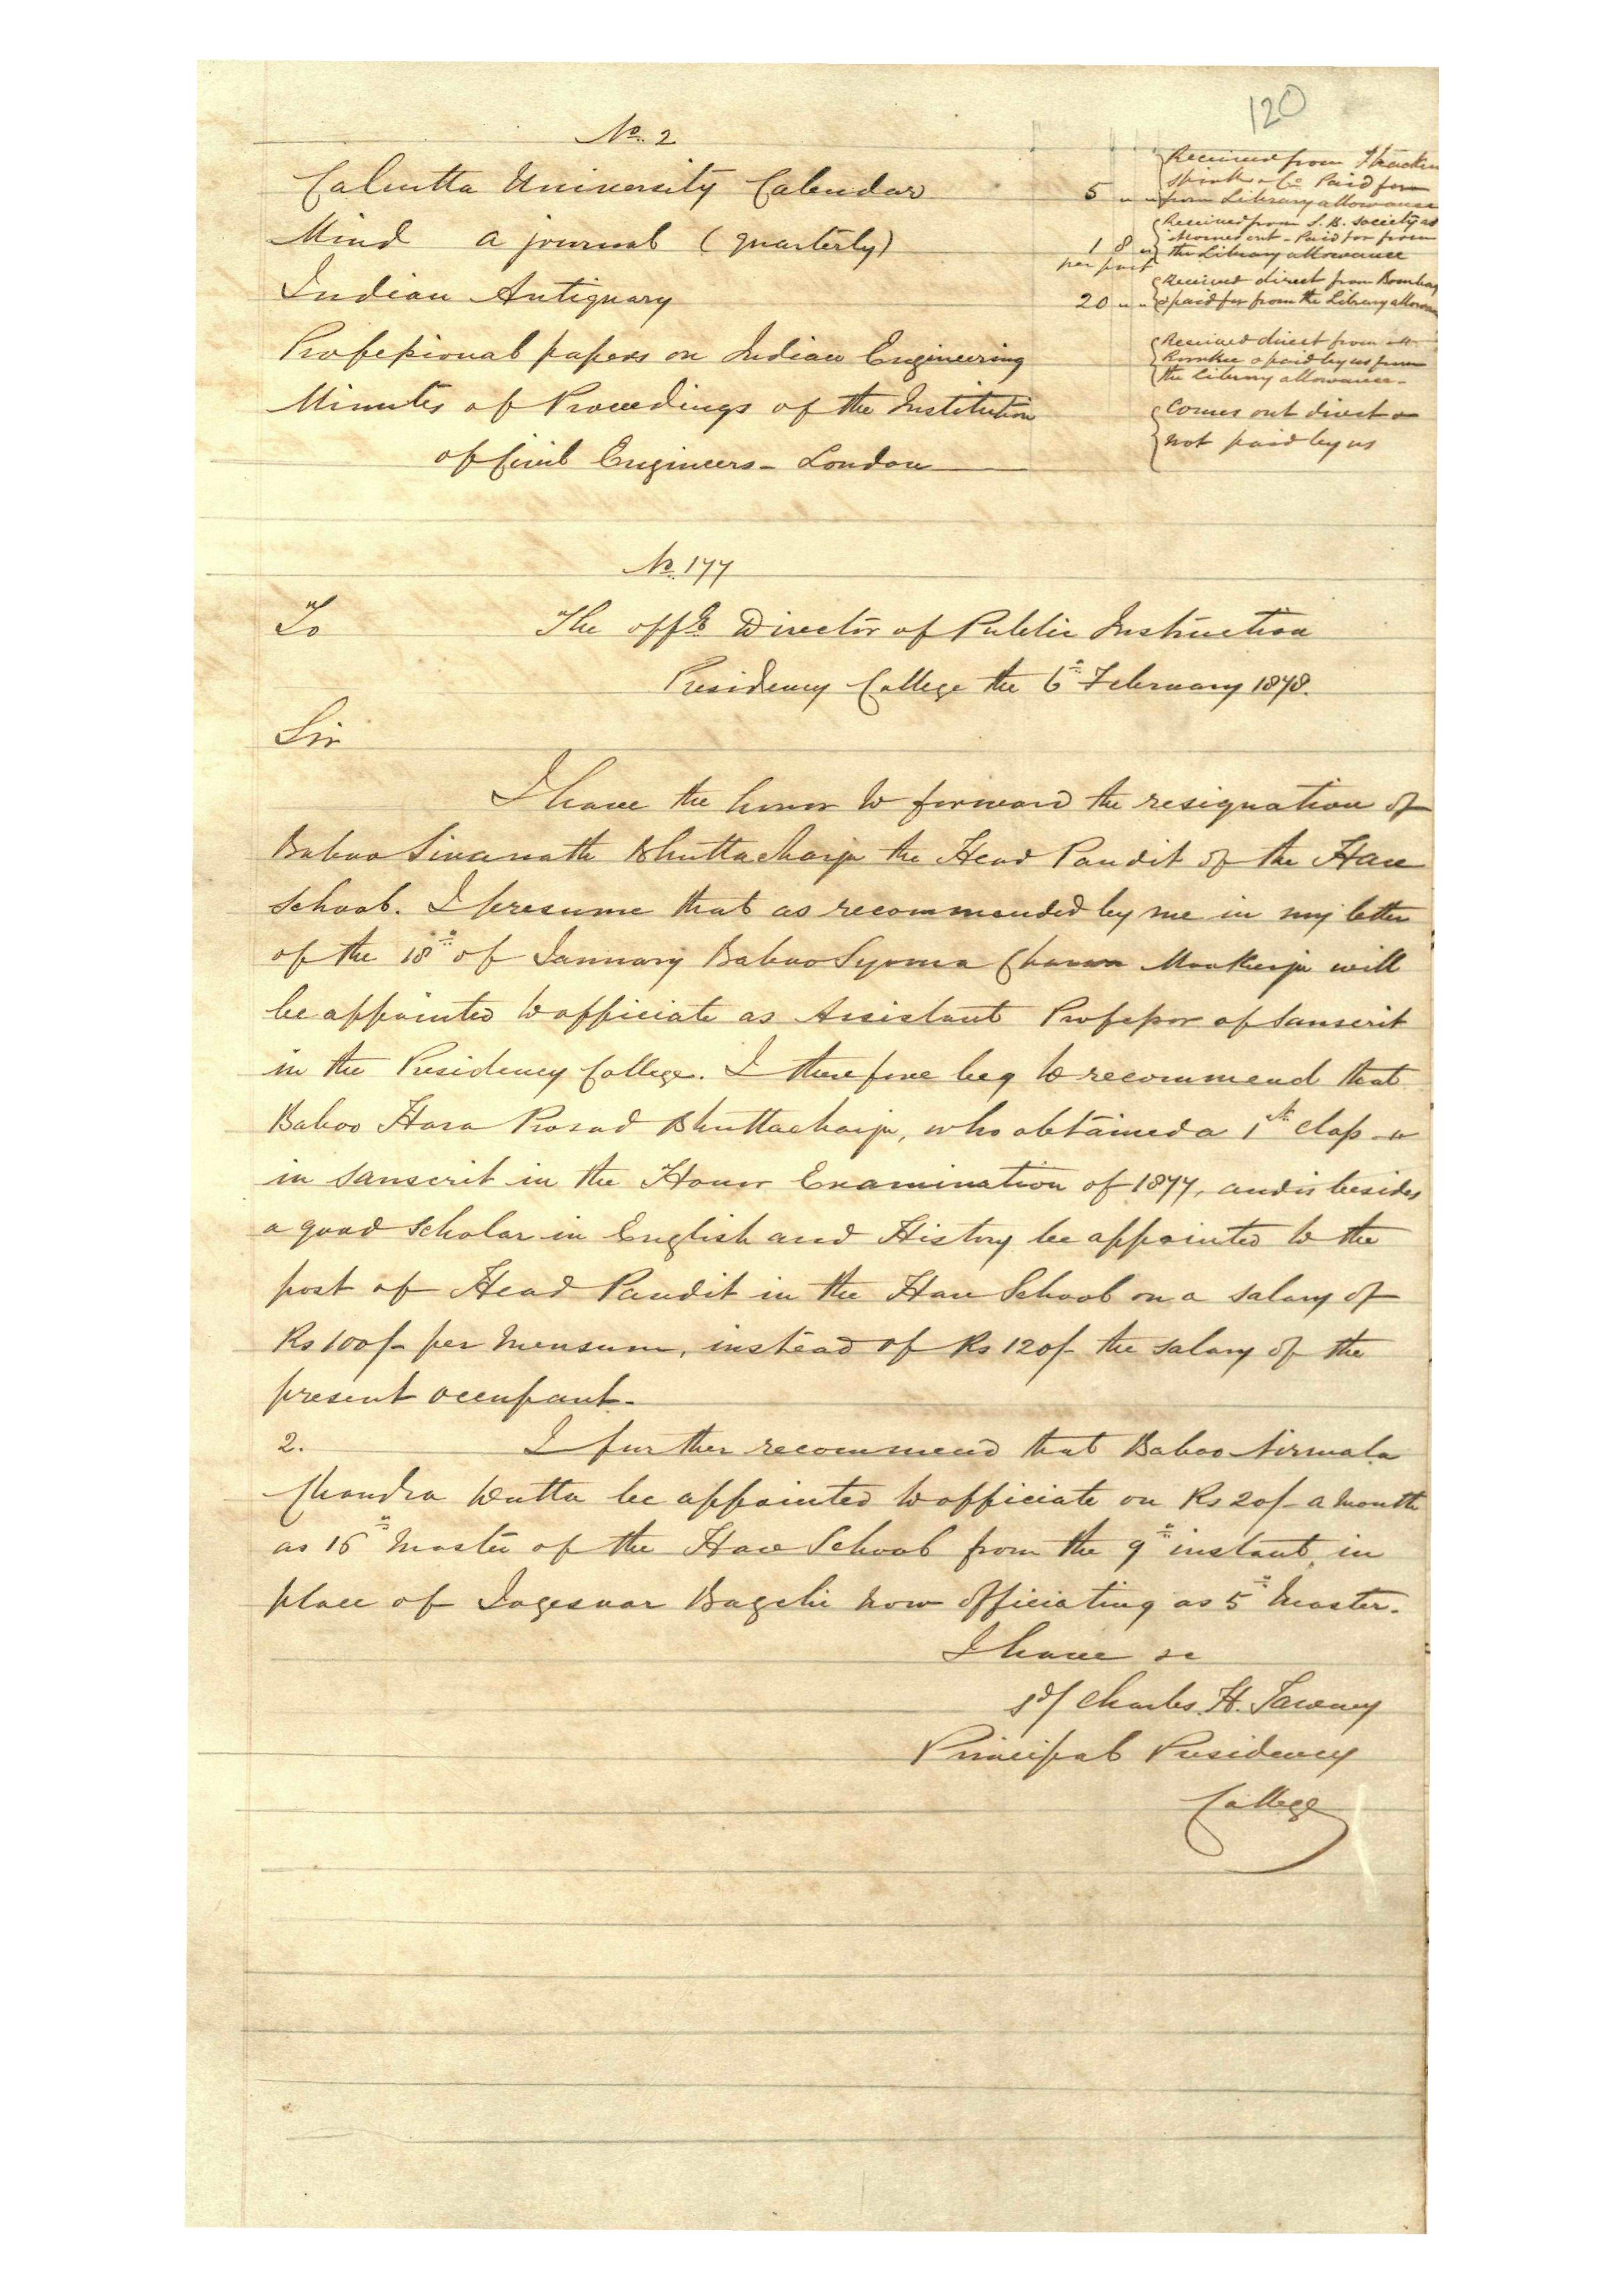 120
No. 2
Calcutta University Calendar 5 " "
Received from Thacker
Spink & Co Paid for
from Library allowance
Mind a journal (quarterly) 1 8 "
per part
Received from S. B. Society as
comes out - Paid for from
the Library allowance
Indian Antiquary 20 " "
Received direct from Bombay
& paid for from the Library allowance
Professional papers on Indian Engineering
Received direct from
Roorkee & paid by us from
the Library allowance -
Minutes of Proceedings of the Institution
of Civil Engineers - London
Comes out direct &
not paid by us
No. 177
To The offg Director of Public Instruction
Presidency College the 6th February 1878.
Sir
I have the honor to forward the resignation of
Baboo Sivanath Bhuttacharja the Head Pandit of the Hare
School. I presume that as recommended by me in my letter
of the 18th of January Baboo Syoma Charan Mookerja will
be appointed to officiate as Assistant Professor of Sanscrit
in the Presidency College. I therefore beg to recommend that
Baboo Hara Prosad Bhuttacharja, who obtained a 1st class
in Sanscrit in the Honor Examination of 1877, and is besides
a good scholar in English and History be appointed to the
post of Head Pandit in the Hare School on a salary of
Rs 100/- per mensum, instead of Rs 120/- the salary of the
present occupant.
2. I further recommend that Baboo Nirmala
Chandra Dutta be appointed to officiate on Rs 20/- a month
as 16th Master of the Hare School from the 9th instant, in
place of Jogeswar Bagchi now officiating as 5th Master.
I have &c
Sd/ Charles. H. Tawney
Principal Presidency
College